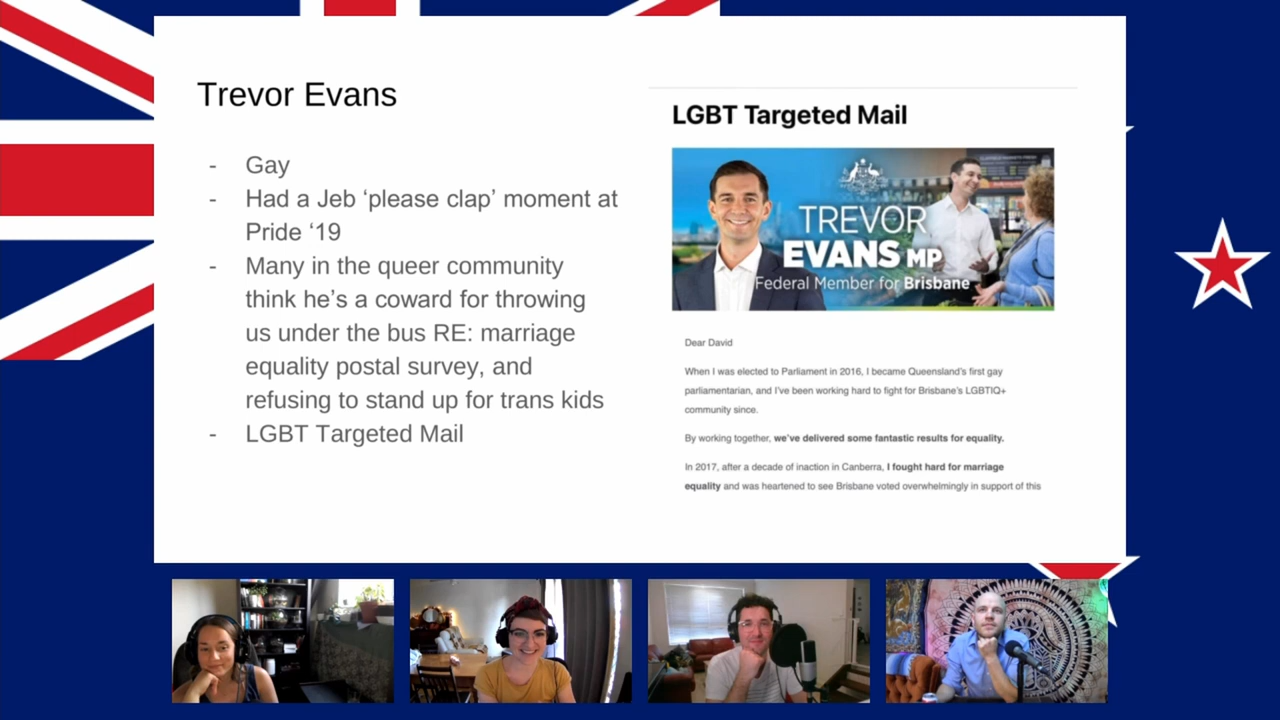 Trevor Evans
- Gay
- Had a Jeb ‘please clap’ moment at
Pride ‘19
- Many in the queer community
think he’s a coward for throwing
us under the bus RE: marriage
equality postal survey, and
refusing to stand up for trans kids
- LGBT Targeted Mail
LGBT Targeted Mail
TREVOR
EVANS MP
Federal Member for Brisbane
Dear David
When I was elected to Parliament in 2016, I became Queensland’s first gay
parliamentarian, and I’ve been working hard to fight for Brisbane’s LGBTIQ+
community since.
By working together, we’ve delivered some fantastic results for equality.
In 2017, after a decade of inaction in Canberra, I fought hard for marriage
equality and was heartened to see Brisbane voted overwhelmingly in support of this